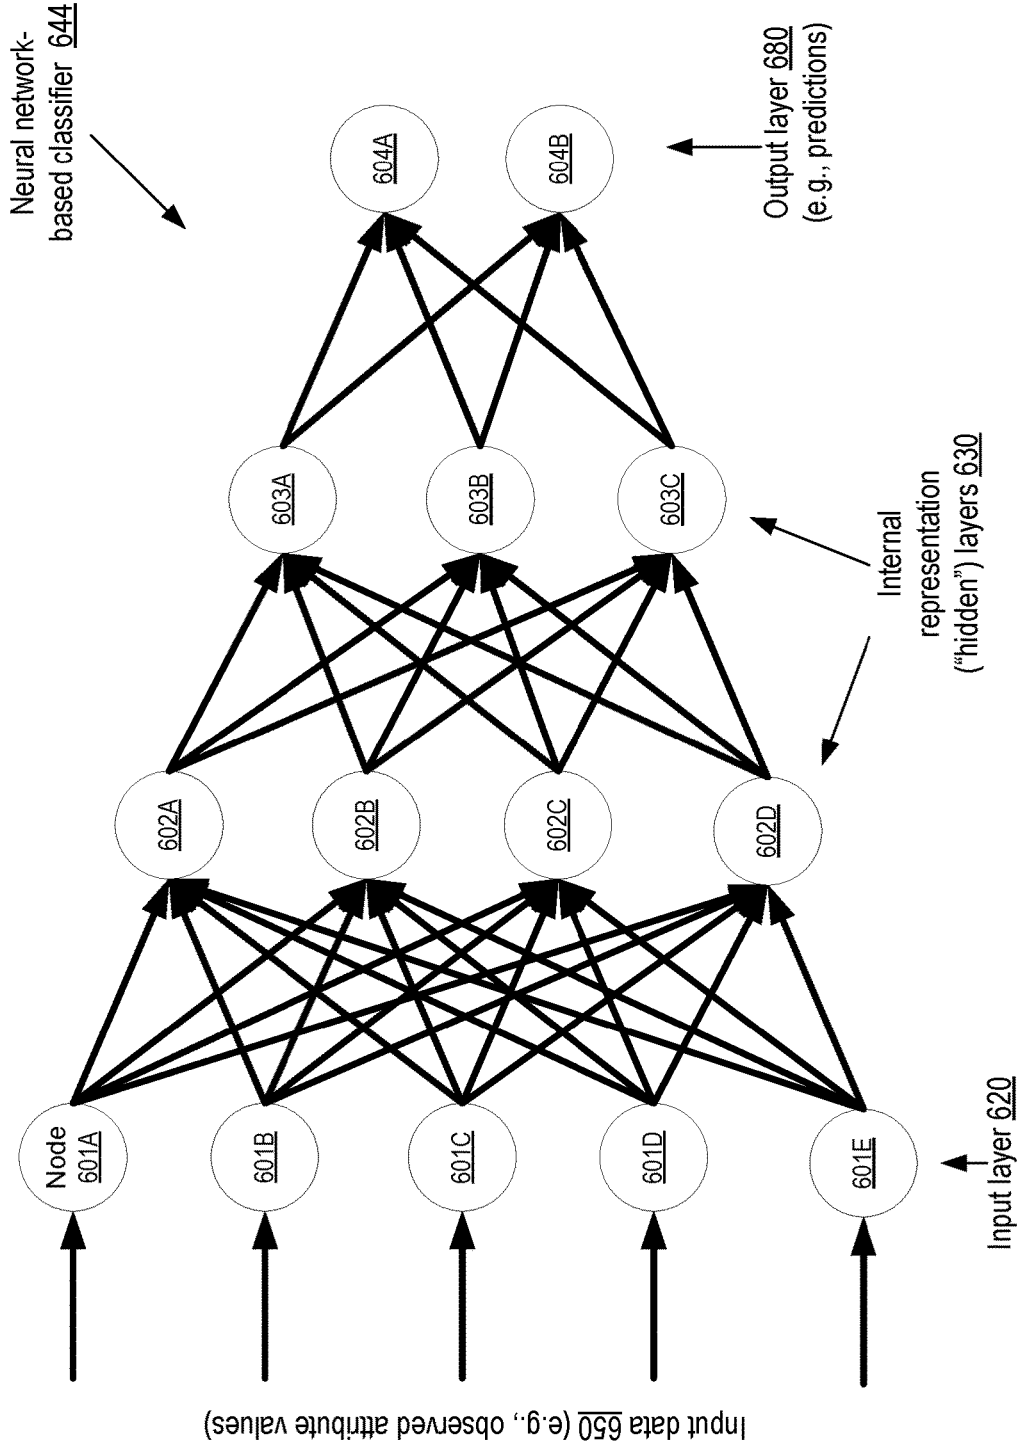 Neural network-
based classifier 644
Input data 650 (e.g., observed attribute values)
Node
601A
601B
601C
601D
601E
602A
602B
602C
602D
603A
603B
603C
604A
604B
Input layer 620
Internal
representation
(“hidden”) layers 630
Output layer 680
(e.g., predictions)